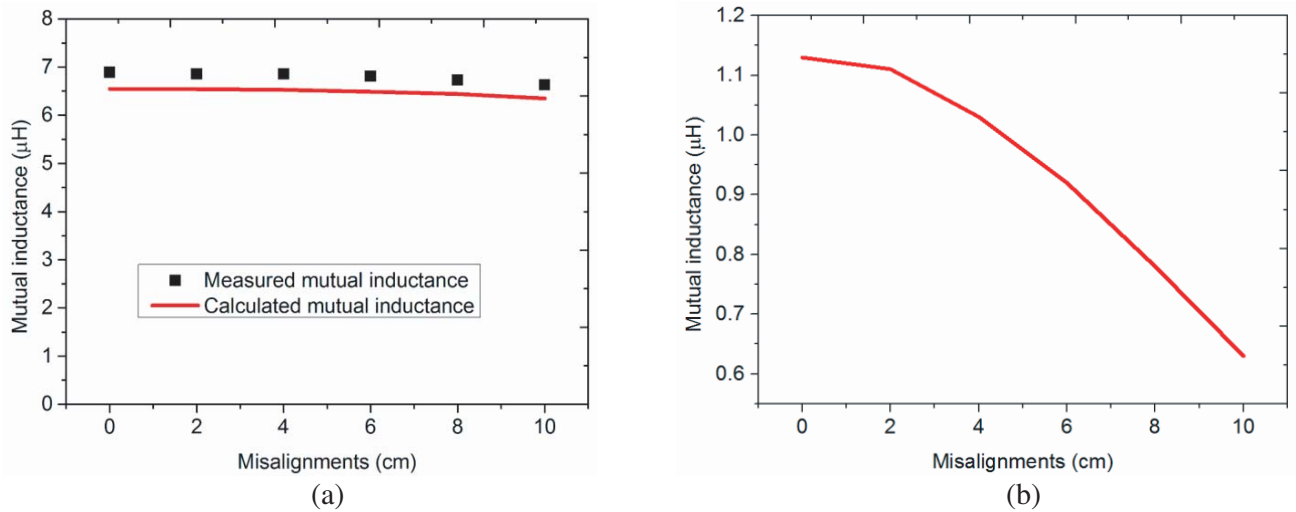 8
7
6
5
4
3
2
1
0
Mutual inductance (μH)
Measured mutual inductance
Calculated mutual inductance
0 2 4 6 8 10
Misalignments (cm)
(a)
1.2
1.1
1.0
0.9
0.8
0.7
0.6
Mutual inductance (μH)
0 2 4 6 8 10
Misalignments (cm)
(b)